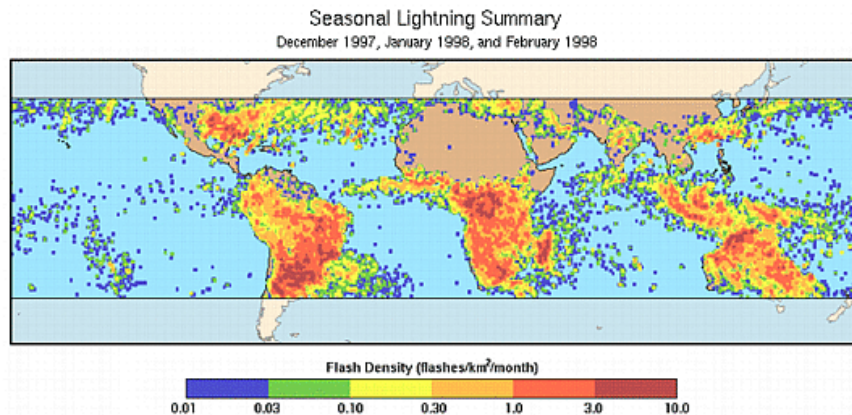 Seasonal Lightning Summary
December 1997, January 1998, and February 1998
Flash Density (flashes/km²/month)
0.01 0.03 0.10 0.30 1.0 3.0 10.0